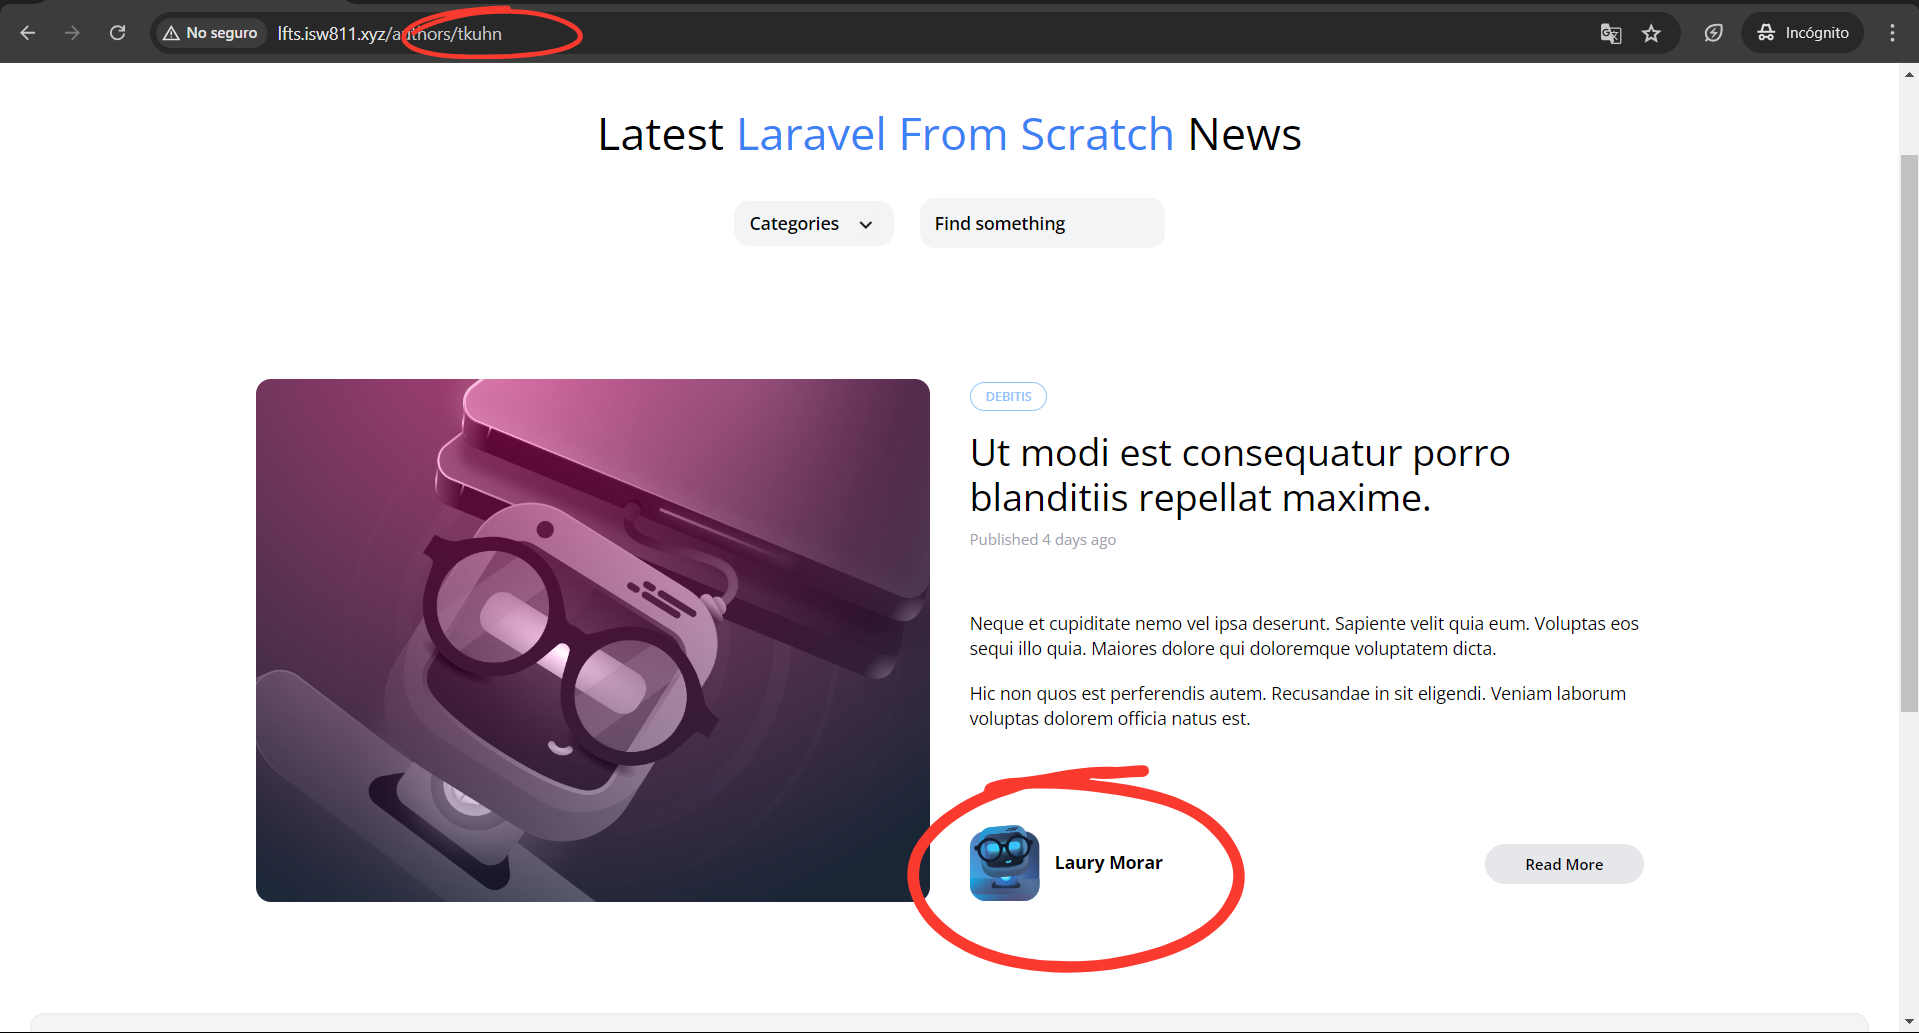 No seguro lfts.isw811.xyz/authors/tkuhn Incógnito
Latest Laravel From Scratch News
Categories Find something
DEBITIS
Ut modi est consequatur porro
blanditiis repellat maxime.
Published 4 days ago
Neque et cupiditate nemo vel ipsa deserunt. Sapiente velit quia eum. Voluptas eos
sequi illo quia. Maiores dolore qui doloremque voluptatem dicta.
Hic non quos est perferendis autem. Recusandae in sit eligendi. Veniam laborum
voluptas dolorem officia natus est.
Laury Morar
Read More